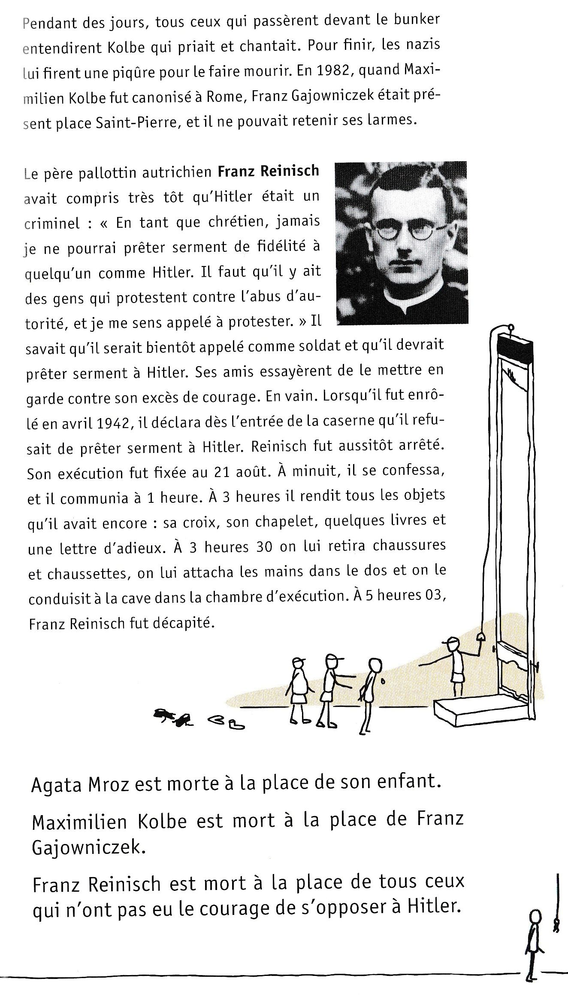 Pendant des jours, tous ceux qui passèrent devant le bunker
entendirent Kolbe qui priait et chantait. Pour finir, les nazis
lui firent une piqûre pour le faire mourir. En 1982, quand Maxi-
milien Kolbe fut canonisé à Rome, Franz Gajowniczek était pré-
sent place Saint-Pierre, et il ne pouvait retenir ses larmes.
Le père pallottin autrichien Franz Reinisch
avait compris très tôt qu'Hitler était un
criminel : « En tant que chrétien, jamais
je ne pourrai prêter serment de fidélité à
quelqu'un comme Hitler. Il faut qu'il y ait
des gens qui protestent contre l'abus d'au-
torité, et je me sens appelé à protester. » Il
savait qu'il serait bientôt appelé comme soldat et qu'il devrait
prêter serment à Hitler. Ses amis essayèrent de le mettre en
garde contre son excès de courage. En vain. Lorsqu'il fut enrô-
lé en avril 1942, il déclara dès l'entrée de la caserne qu'il refu-
sait de prêter serment à Hitler. Reinisch fut aussitôt arrêté.
Son exécution fut fixée au 21 août. À minuit, il se confessa,
et il communia à 1 heure. À 3 heures il rendit tous les objets
qu'il avait encore : sa croix, son chapelet, quelques livres et
une lettre d'adieux. À 3 heures 30 on lui retira chaussures
et chaussettes, on lui attacha les mains dans le dos et on le
conduisit à la cave dans la chambre d'exécution. À 5 heures 03,
Franz Reinisch fut décapité.
Agata Mroz est morte à la place de son enfant.
Maximilien Kolbe est mort à la place de Franz
Gajowniczek.
Franz Reinisch est mort à la place de tous ceux
qui n'ont pas eu le courage de s'opposer à Hitler.